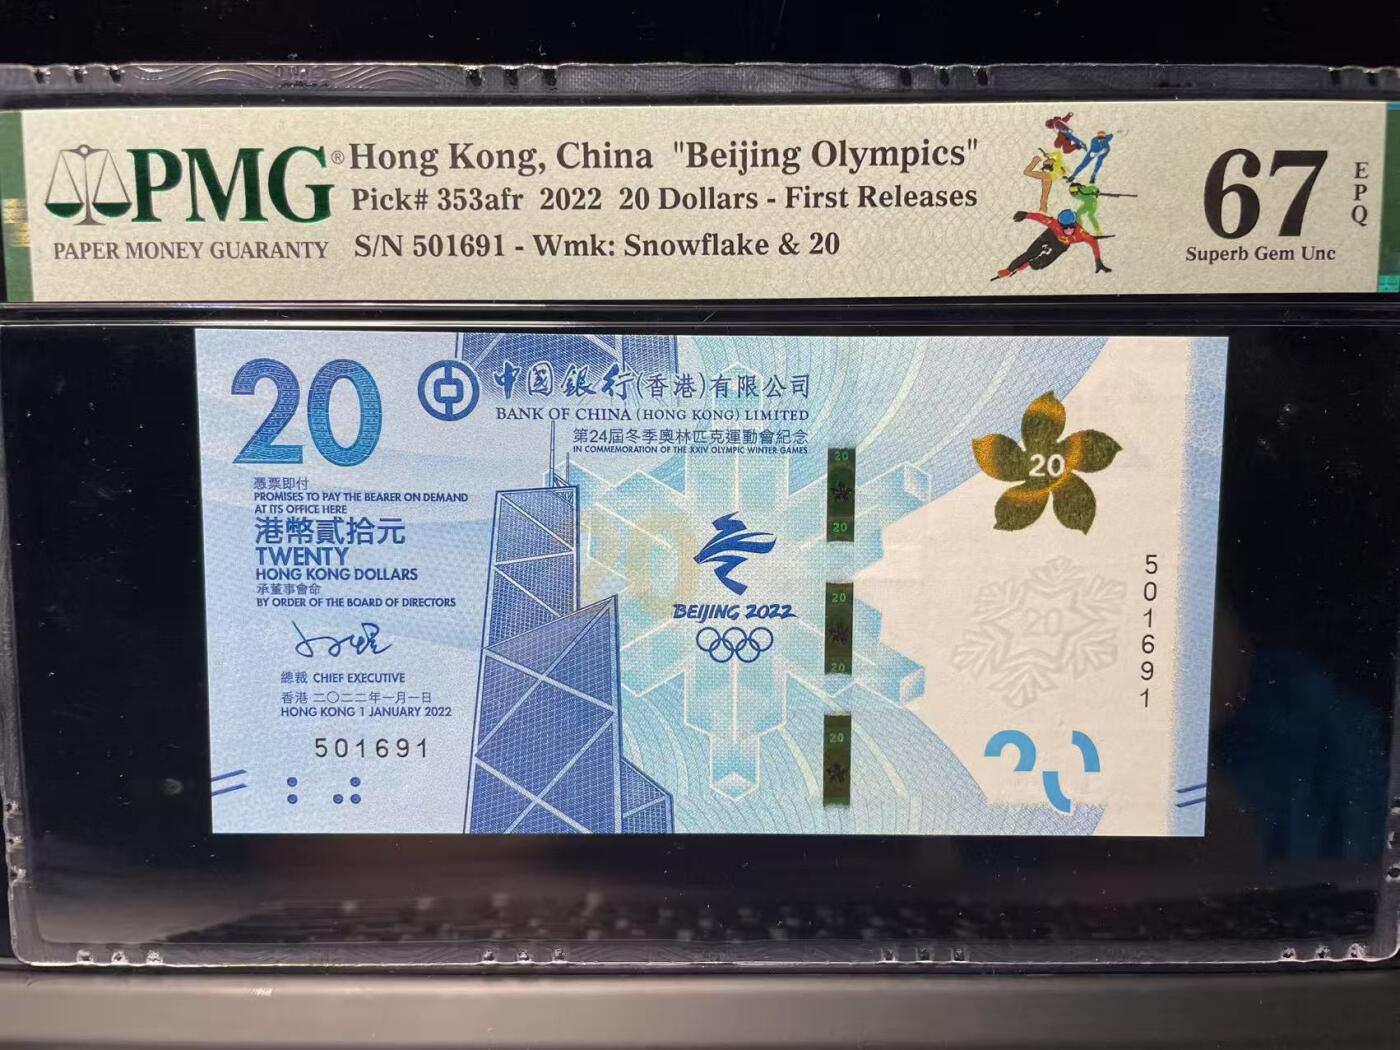 PMG®
PAPER MONEY GUARANTY
Hong Kong, China "Beijing Olympics"
Pick# 353afr 2022 20 Dollars - First Releases
S/N 501691 - Wmk: Snowflake & 20
67
EPQ
Superb Gem Unc
20
中國銀行(香港)有限公司
BANK OF CHINA (HONG KONG) LIMITED
第24屆冬季奧林匹克運動會紀念
IN COMMEMORATION OF THE XXIV OLYMPIC WINTER GAMES
憑票即付
PROMISES TO PAY THE BEARER ON DEMAND
AT ITS OFFICE HERE
港幣貳拾元
TWENTY
HONG KONG DOLLARS
承董事會命
BY ORDER OF THE BOARD OF DIRECTORS
總裁 CHIEF EXECUTIVE
香港 二〇二二年一月一日
HONG KONG 1 JANUARY 2022
501691
20
BEIJING 2022
20
20
20
20
20
20
501691
20